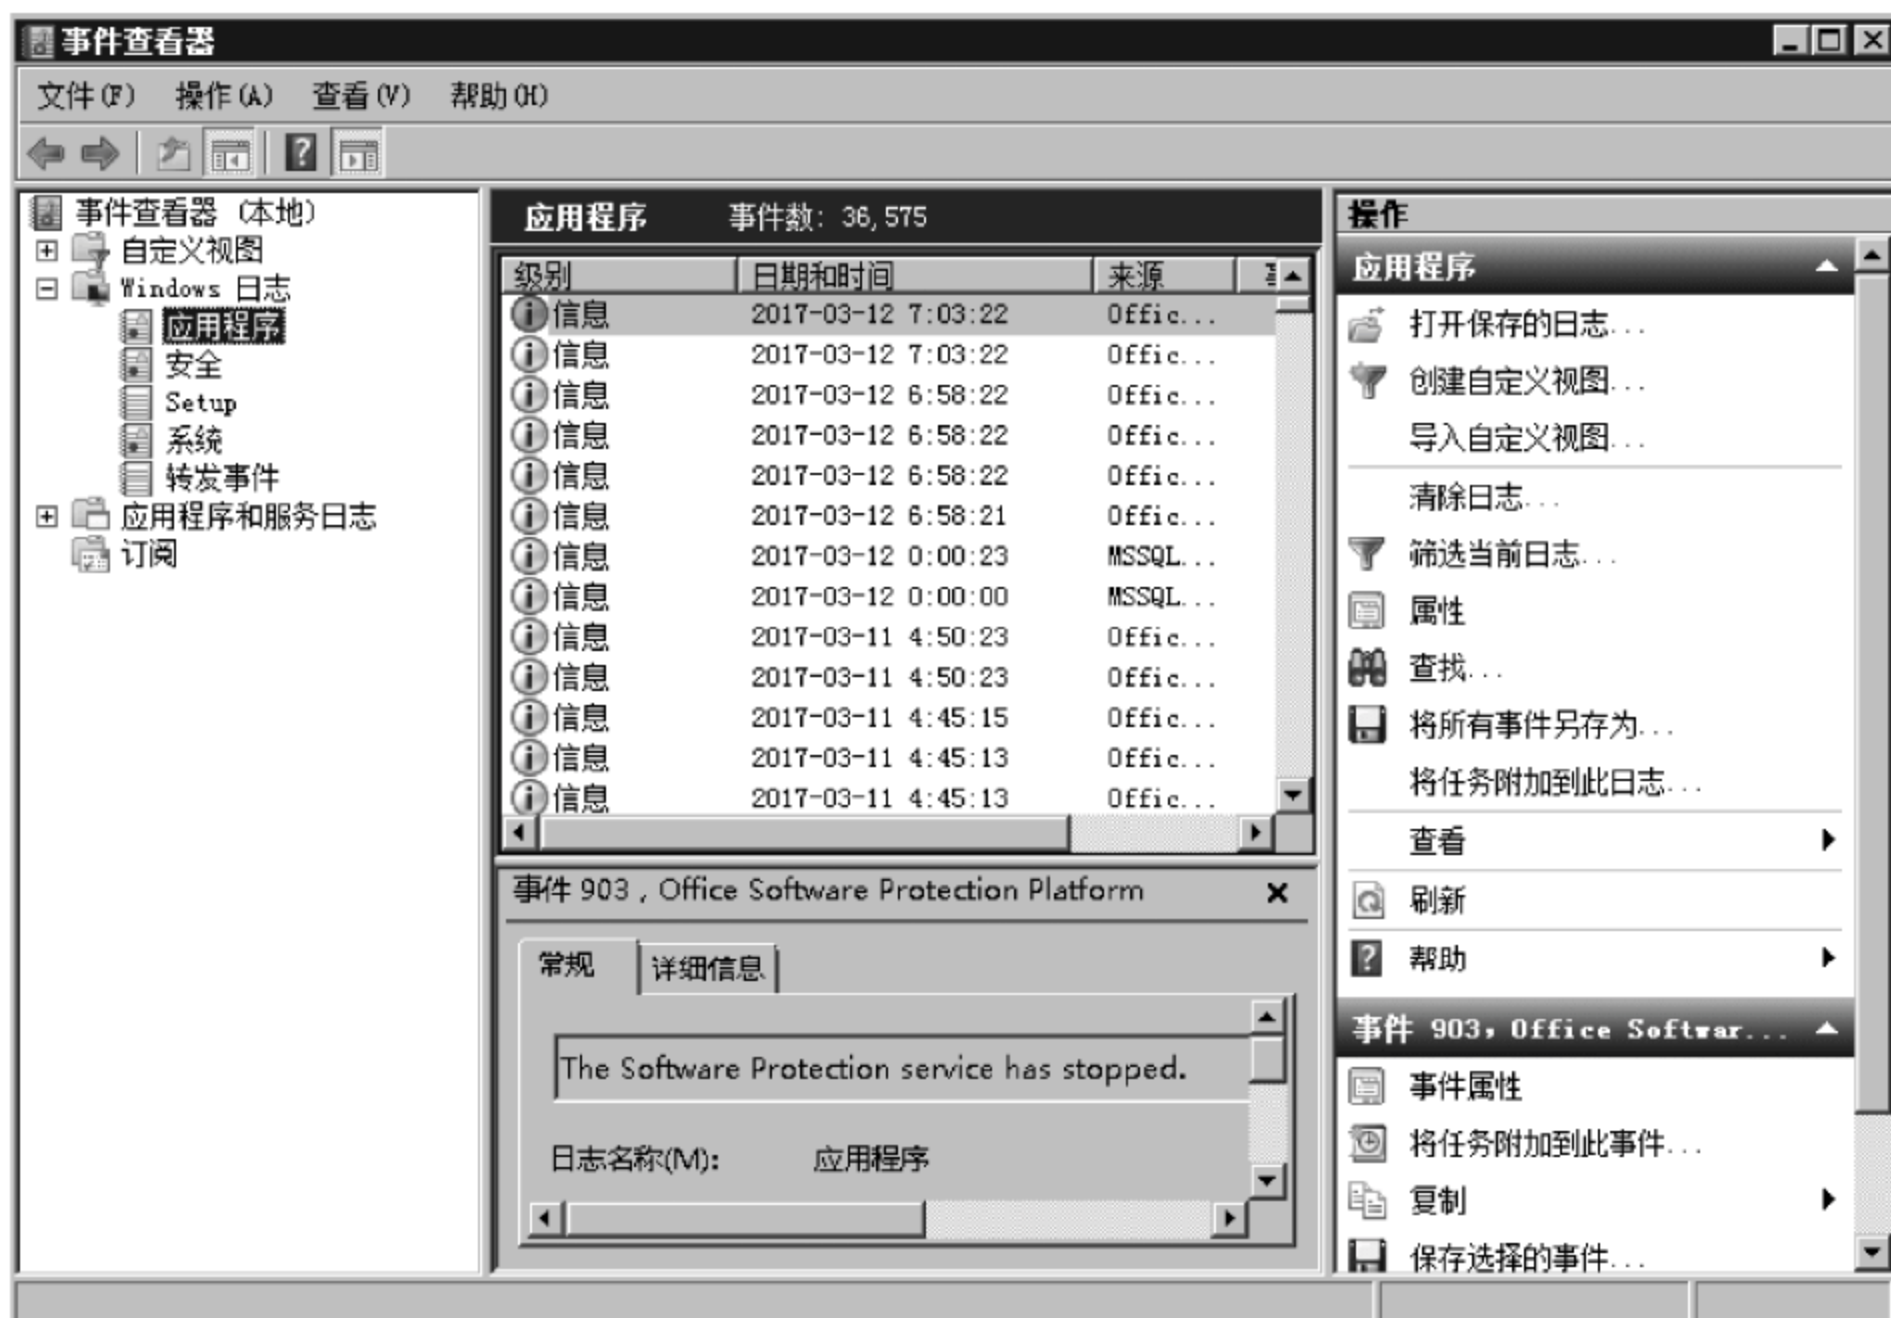 事件查看器
文件(F) 操作(A) 查看(V) 帮助(H)
事件查看器 (本地)
自定义视图
Windows 日志
应用程序
安全
Setup
系统
转发事件
应用程序和服务日志
订阅
应用程序 事件数: 36,575
级别 日期和时间 来源
信息 2017-03-12 7:03:22 Offic...
信息 2017-03-12 7:03:22 Offic...
信息 2017-03-12 6:58:22 Offic...
信息 2017-03-12 6:58:22 Offic...
信息 2017-03-12 6:58:22 Offic...
信息 2017-03-12 6:58:21 Offic...
信息 2017-03-12 0:00:23 MSSQL...
信息 2017-03-12 0:00:00 MSSQL...
信息 2017-03-11 4:50:23 Offic...
信息 2017-03-11 4:50:23 Offic...
信息 2017-03-11 4:45:15 Offic...
信息 2017-03-11 4:45:13 Offic...
信息 2017-03-11 4:45:13 Offic...
事件 903 , Office Software Protection Platform
常规 详细信息
The Software Protection service has stopped.
日志名称(M): 应用程序
操作
应用程序
打开保存的日志...
创建自定义视图...
导入自定义视图...
清除日志...
筛选当前日志...
属性
查找...
将所有事件另存为...
将任务附加到此日志...
查看
刷新
帮助
事件 903, Office Softwar...
事件属性
将任务附加到此事件...
复制
保存选择的事件...